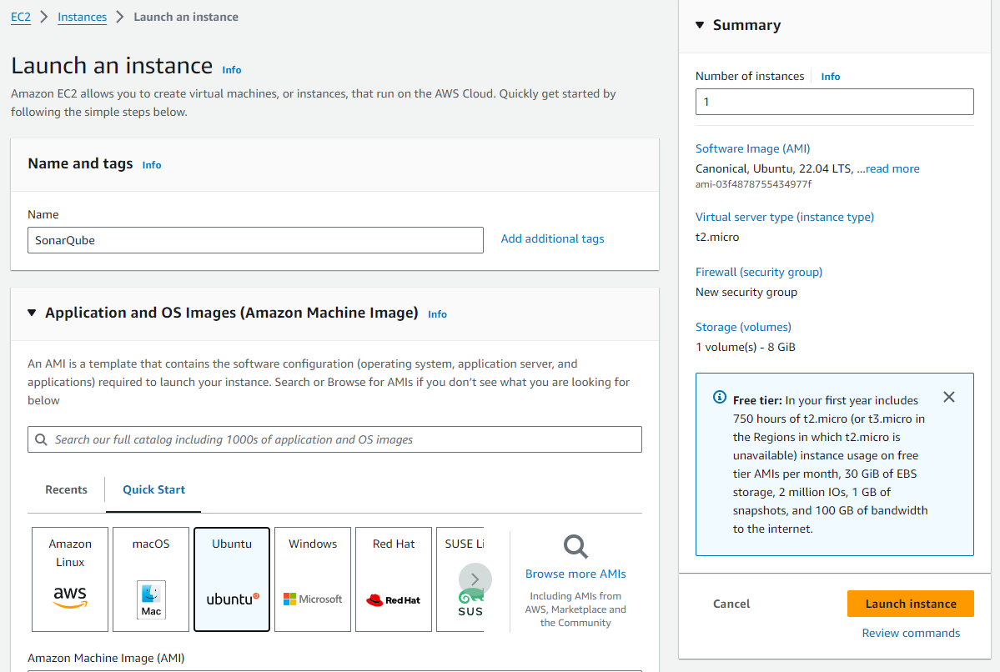 EC2 > Instances > Launch an instance
Launch an instance Info
Amazon EC2 allows you to create virtual machines, or instances, that run on the AWS Cloud. Quickly get started by
following the simple steps below.
Name and tags Info
Name
SonarQube
Add additional tags
Application and OS Images (Amazon Machine Image) Info
An AMI is a template that contains the software configuration (operating system, application server, and
applications) required to launch your instance. Search or Browse for AMIs if you don’t see what you are looking for
below
Search our full catalog including 1000s of application and OS images
Recents
Quick Start
Amazon
Linux
aws
macOS
Mac
Ubuntu
ubuntu
Windows
Microsoft
Red Hat
Red Hat
SUSE Li
SUS
Browse more AMIs
Including AMIs from
AWS, Marketplace and
the Community
Amazon Machine Image (AMI)
Summary
Number of instances Info
1
Software Image (AMI)
Canonical, Ubuntu, 22.04 LTS, ...read more
ami-03f4878755434977f
Virtual server type (instance type)
t2.micro
Firewall (security group)
New security group
Storage (volumes)
1 volume(s) - 8 GiB
Free tier: In your first year includes
750 hours of t2.micro (or t3.micro in
the Regions in which t2.micro is
unavailable) instance usage on free
tier AMIs per month, 30 GiB of EBS
storage, 2 million IOs, 1 GB of
snapshots, and 100 GB of bandwidth
to the internet.
Cancel
Launch instance
Review commands